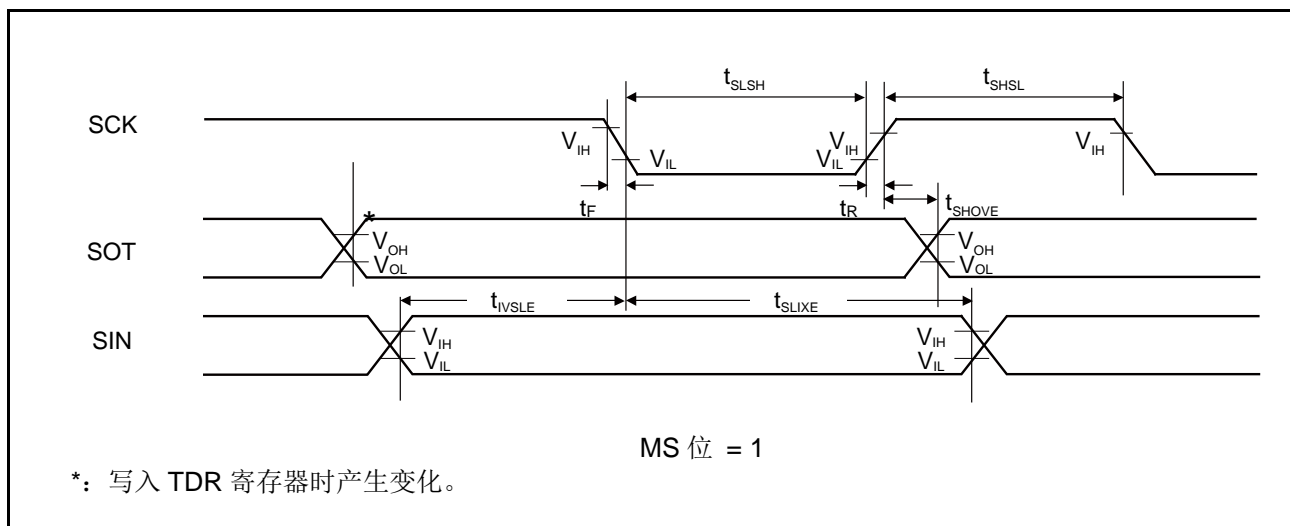 tSLSH
tSHSL
SCK
VIH
VIL
VIH
VIL
VIH
tF
tR
tSHOVE
*
SOT
VOH
VOL
VOH
VOL
tIVSLE
tSLIXE
SIN
VIH
VIL
VIH
VIL
MS 位 = 1
*：写入 TDR 寄存器时产生变化。